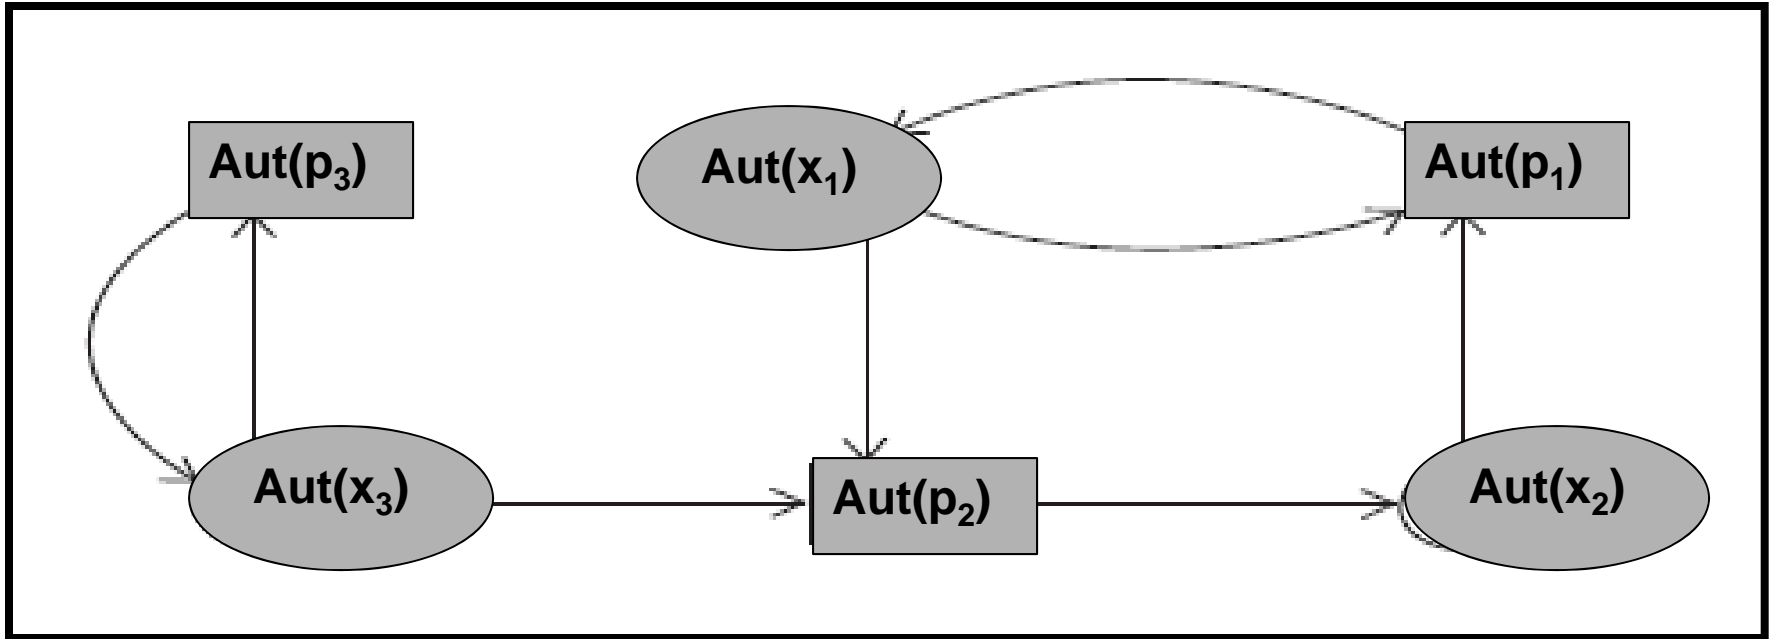 Aut(p₃)
Aut(x₁)
Aut(p₁)
Aut(x₃)
Aut(p₂)
Aut(x₂)